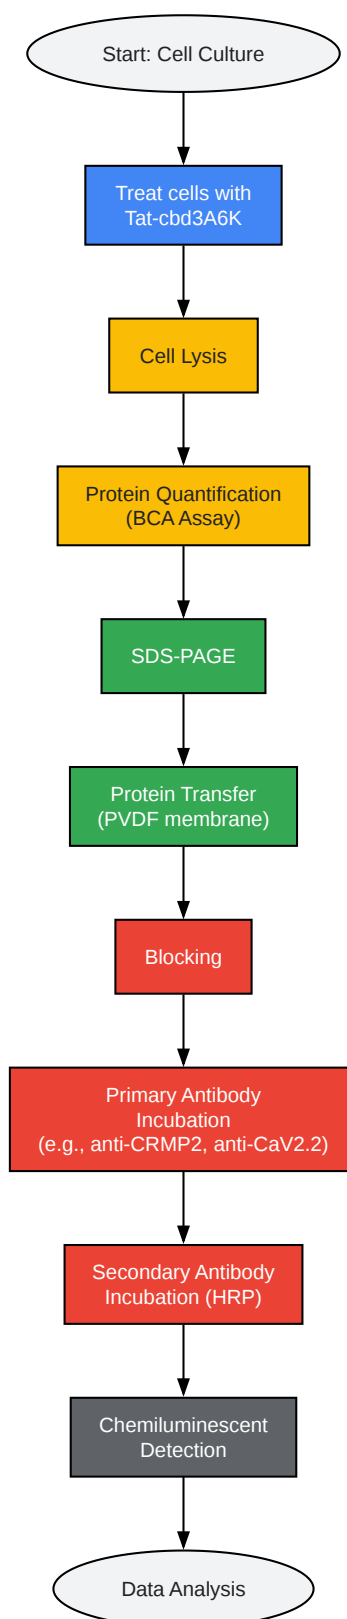 Start: Cell Culture
Treat cells with
Tat-cbd3A6K
Cell Lysis
Protein Quantification
(BCA Assay)
SDS-PAGE
Protein Transfer
(PVDF membrane)
Blocking
Primary Antibody
Incubation
(e.g., anti-CRMP2, anti-CaV2.2)
Secondary Antibody
Incubation (HRP)
Chemiluminescent
Detection
Data Analysis